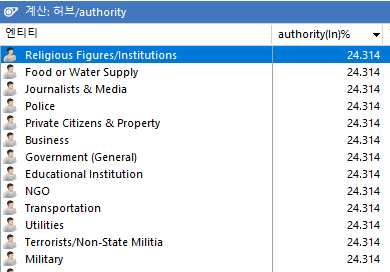 계산: 허브/authority
엔티티 authority(In)%
Religious Figures/Institutions 24.314
Food or Water Supply 24.314
Journalists & Media 24.314
Police 24.314
Private Citizens & Property 24.314
Business 24.314
Government (General) 24.314
Educational Institution 24.314
NGO 24.314
Transportation 24.314
Utilities 24.314
Terrorists/Non-State Militia 24.314
Military 24.314